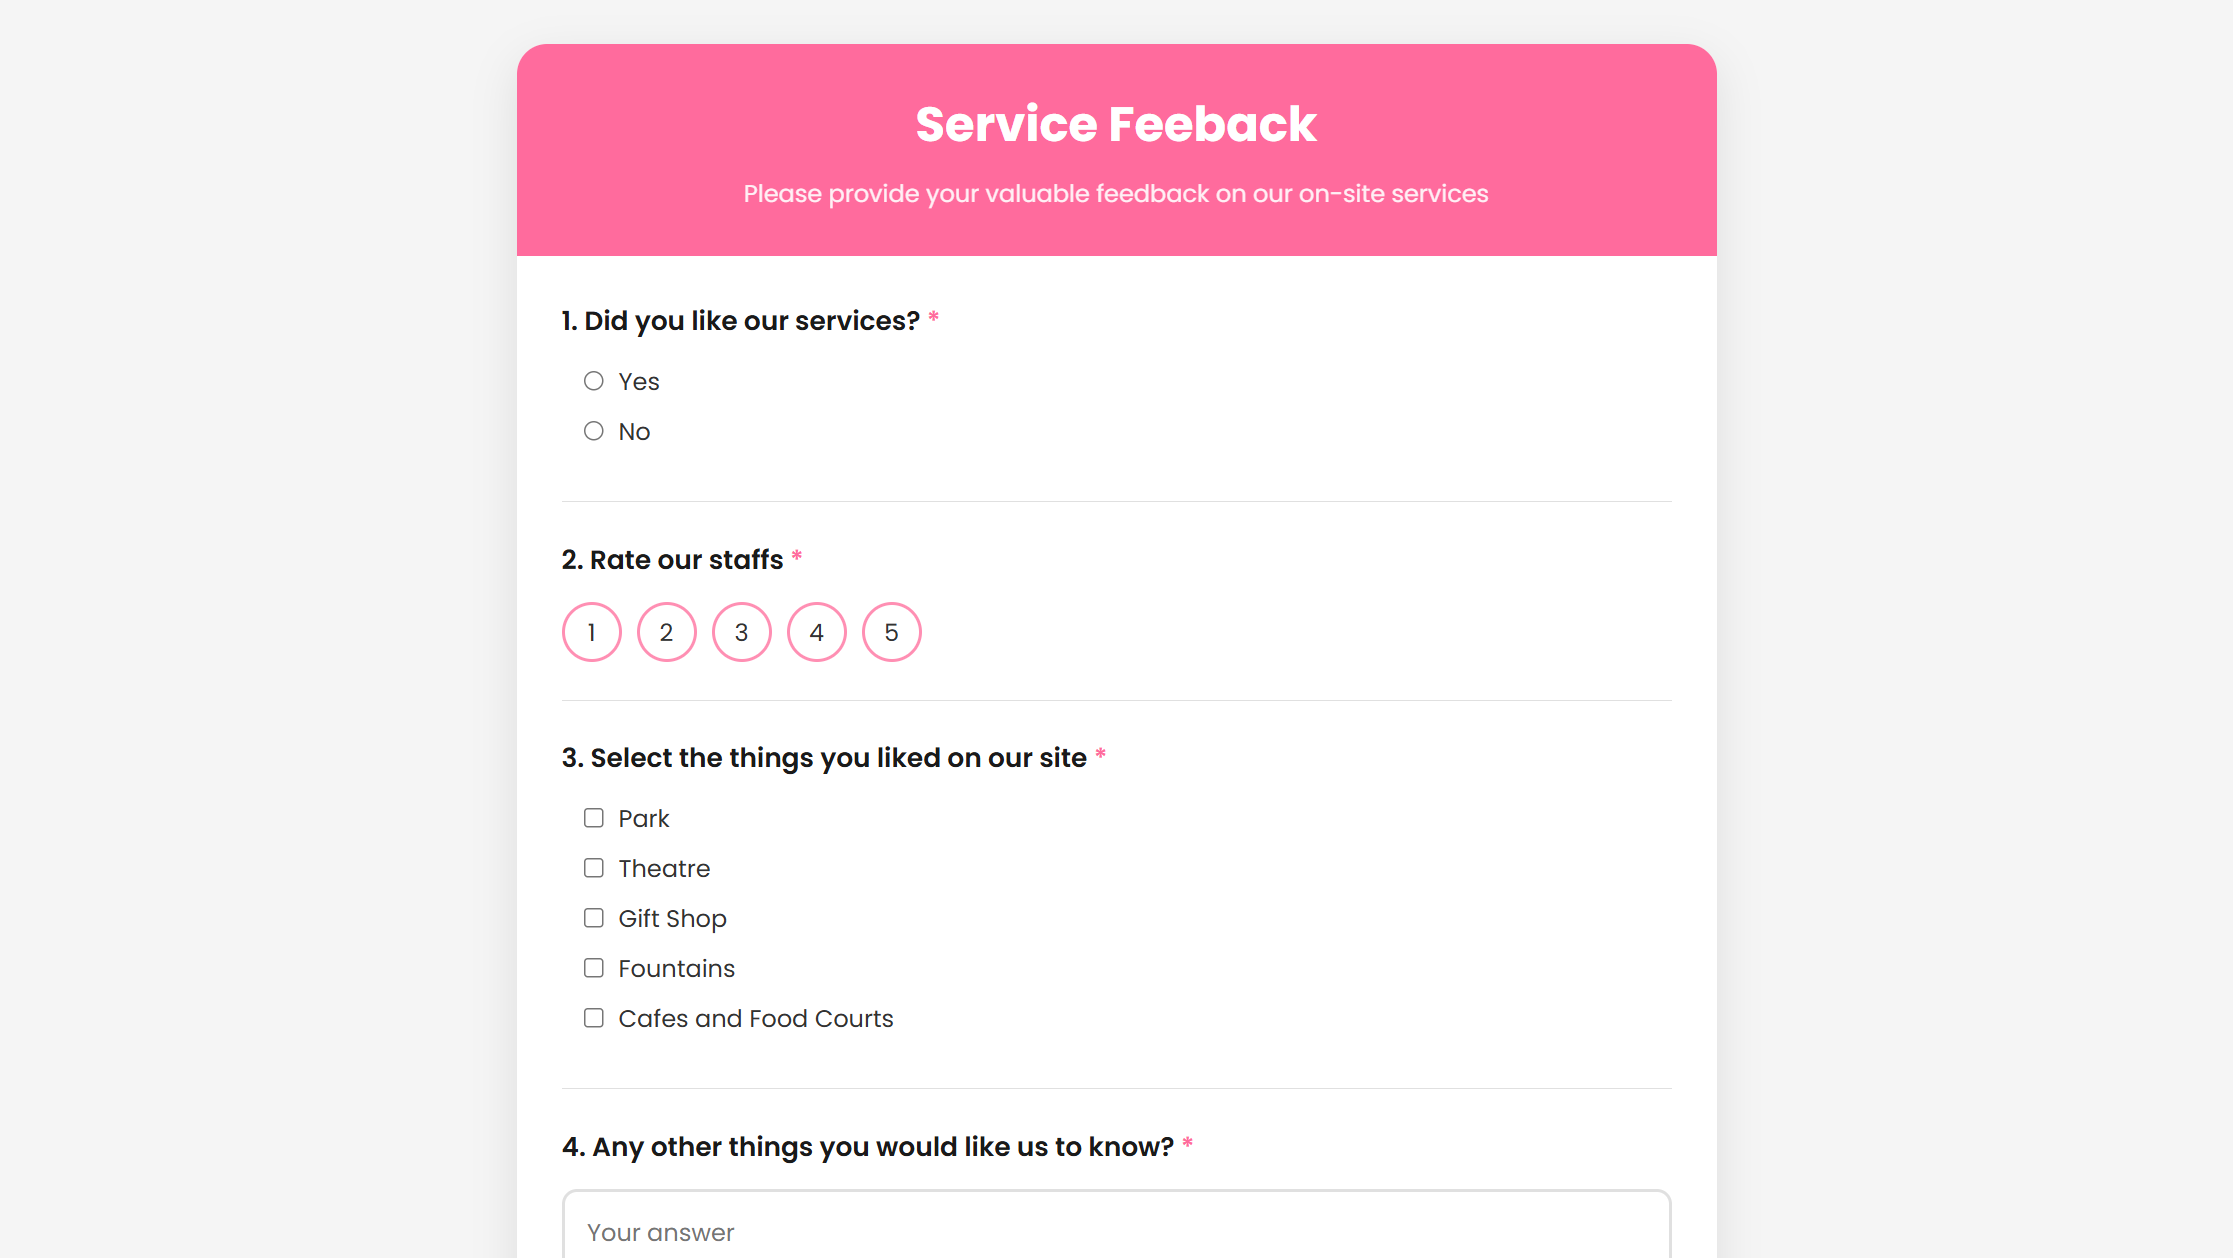 Service Feeback
Please provide your valuable feedback on our on-site services
1. Did you like our services? *
Yes
No
2. Rate our staffs *
1 2 3 4 5
3. Select the things you liked on our site *
Park
Theatre
Gift Shop
Fountains
Cafes and Food Courts
4. Any other things you would like us to know? *
Your answer